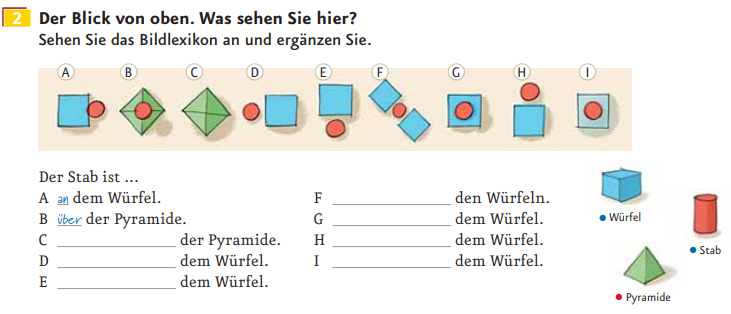 2 Der Blick von oben. Was sehen Sie hier?
Sehen Sie das Bildlexikon an und ergänzen Sie.
A B C D E F G H I
Der Stab ist ...
A an dem Würfel.
B über der Pyramide.
C ____________ der Pyramide.
D ____________ dem Würfel.
E ____________ dem Würfel.
F ____________ den Würfeln.
G ____________ dem Würfel.
H ____________ dem Würfel.
I ____________ dem Würfel.
• Würfel
• Stab
• Pyramide